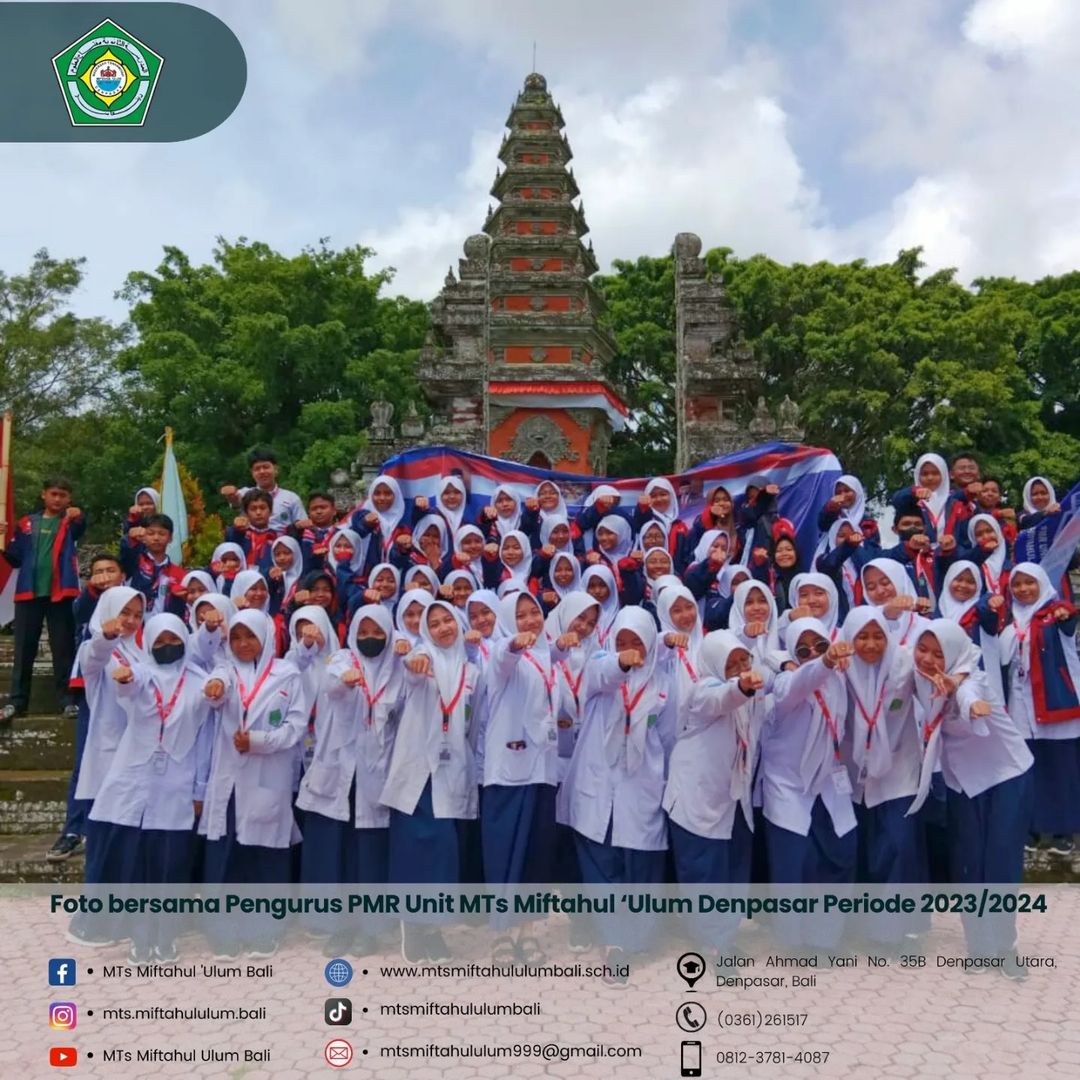 Foto bersama Pengurus PMR Unit MTs Miftahul ‘Ulum Denpasar Periode 2023/2024
MTs Miftahul 'Ulum Bali
mts.miftahululum.bali
MTs Miftahul Ulum Bali
www.mtsmiftahululumbali.sch.id
mtsmiftahululumbali
mtsmiftahululum999@gmail.com
Jalan Ahmad Yani No. 35B Denpasar Utara,
Denpasar, Bali
(0361)261517
0812-3781-4087